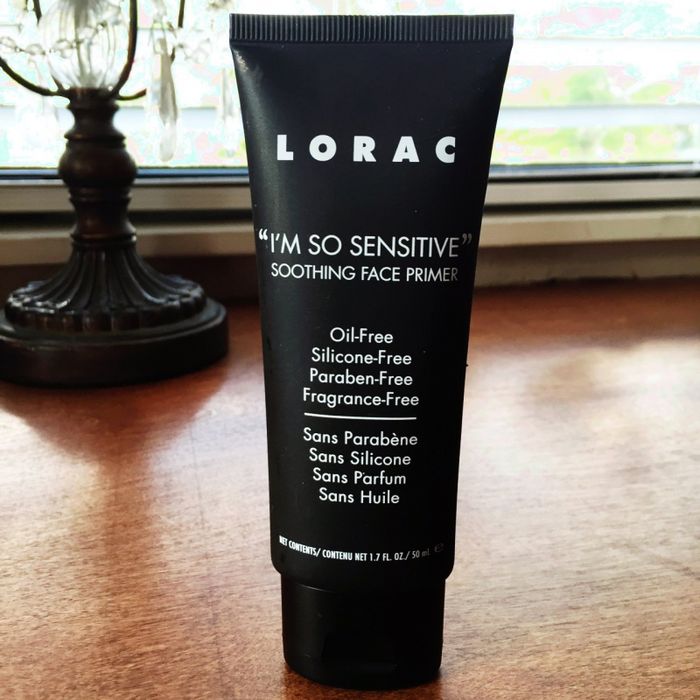 LORAC
“I'M SO SENSITIVE”
SOOTHING FACE PRIMER
Oil-Free
Silicone-Free
Paraben-Free
Fragrance-Free
Sans Parabène
Sans Silicone
Sans Parfum
Sans Huile
NET CONTENTS/ CONTENU NET 1.7 FL. OZ./ 50 ml ℮